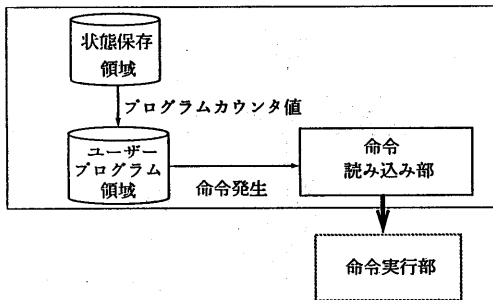 状態保存
領域
プログラムカウンタ値
ユーザー
プログラム
領域
命令発生
命令
読み込み部
命令実行部